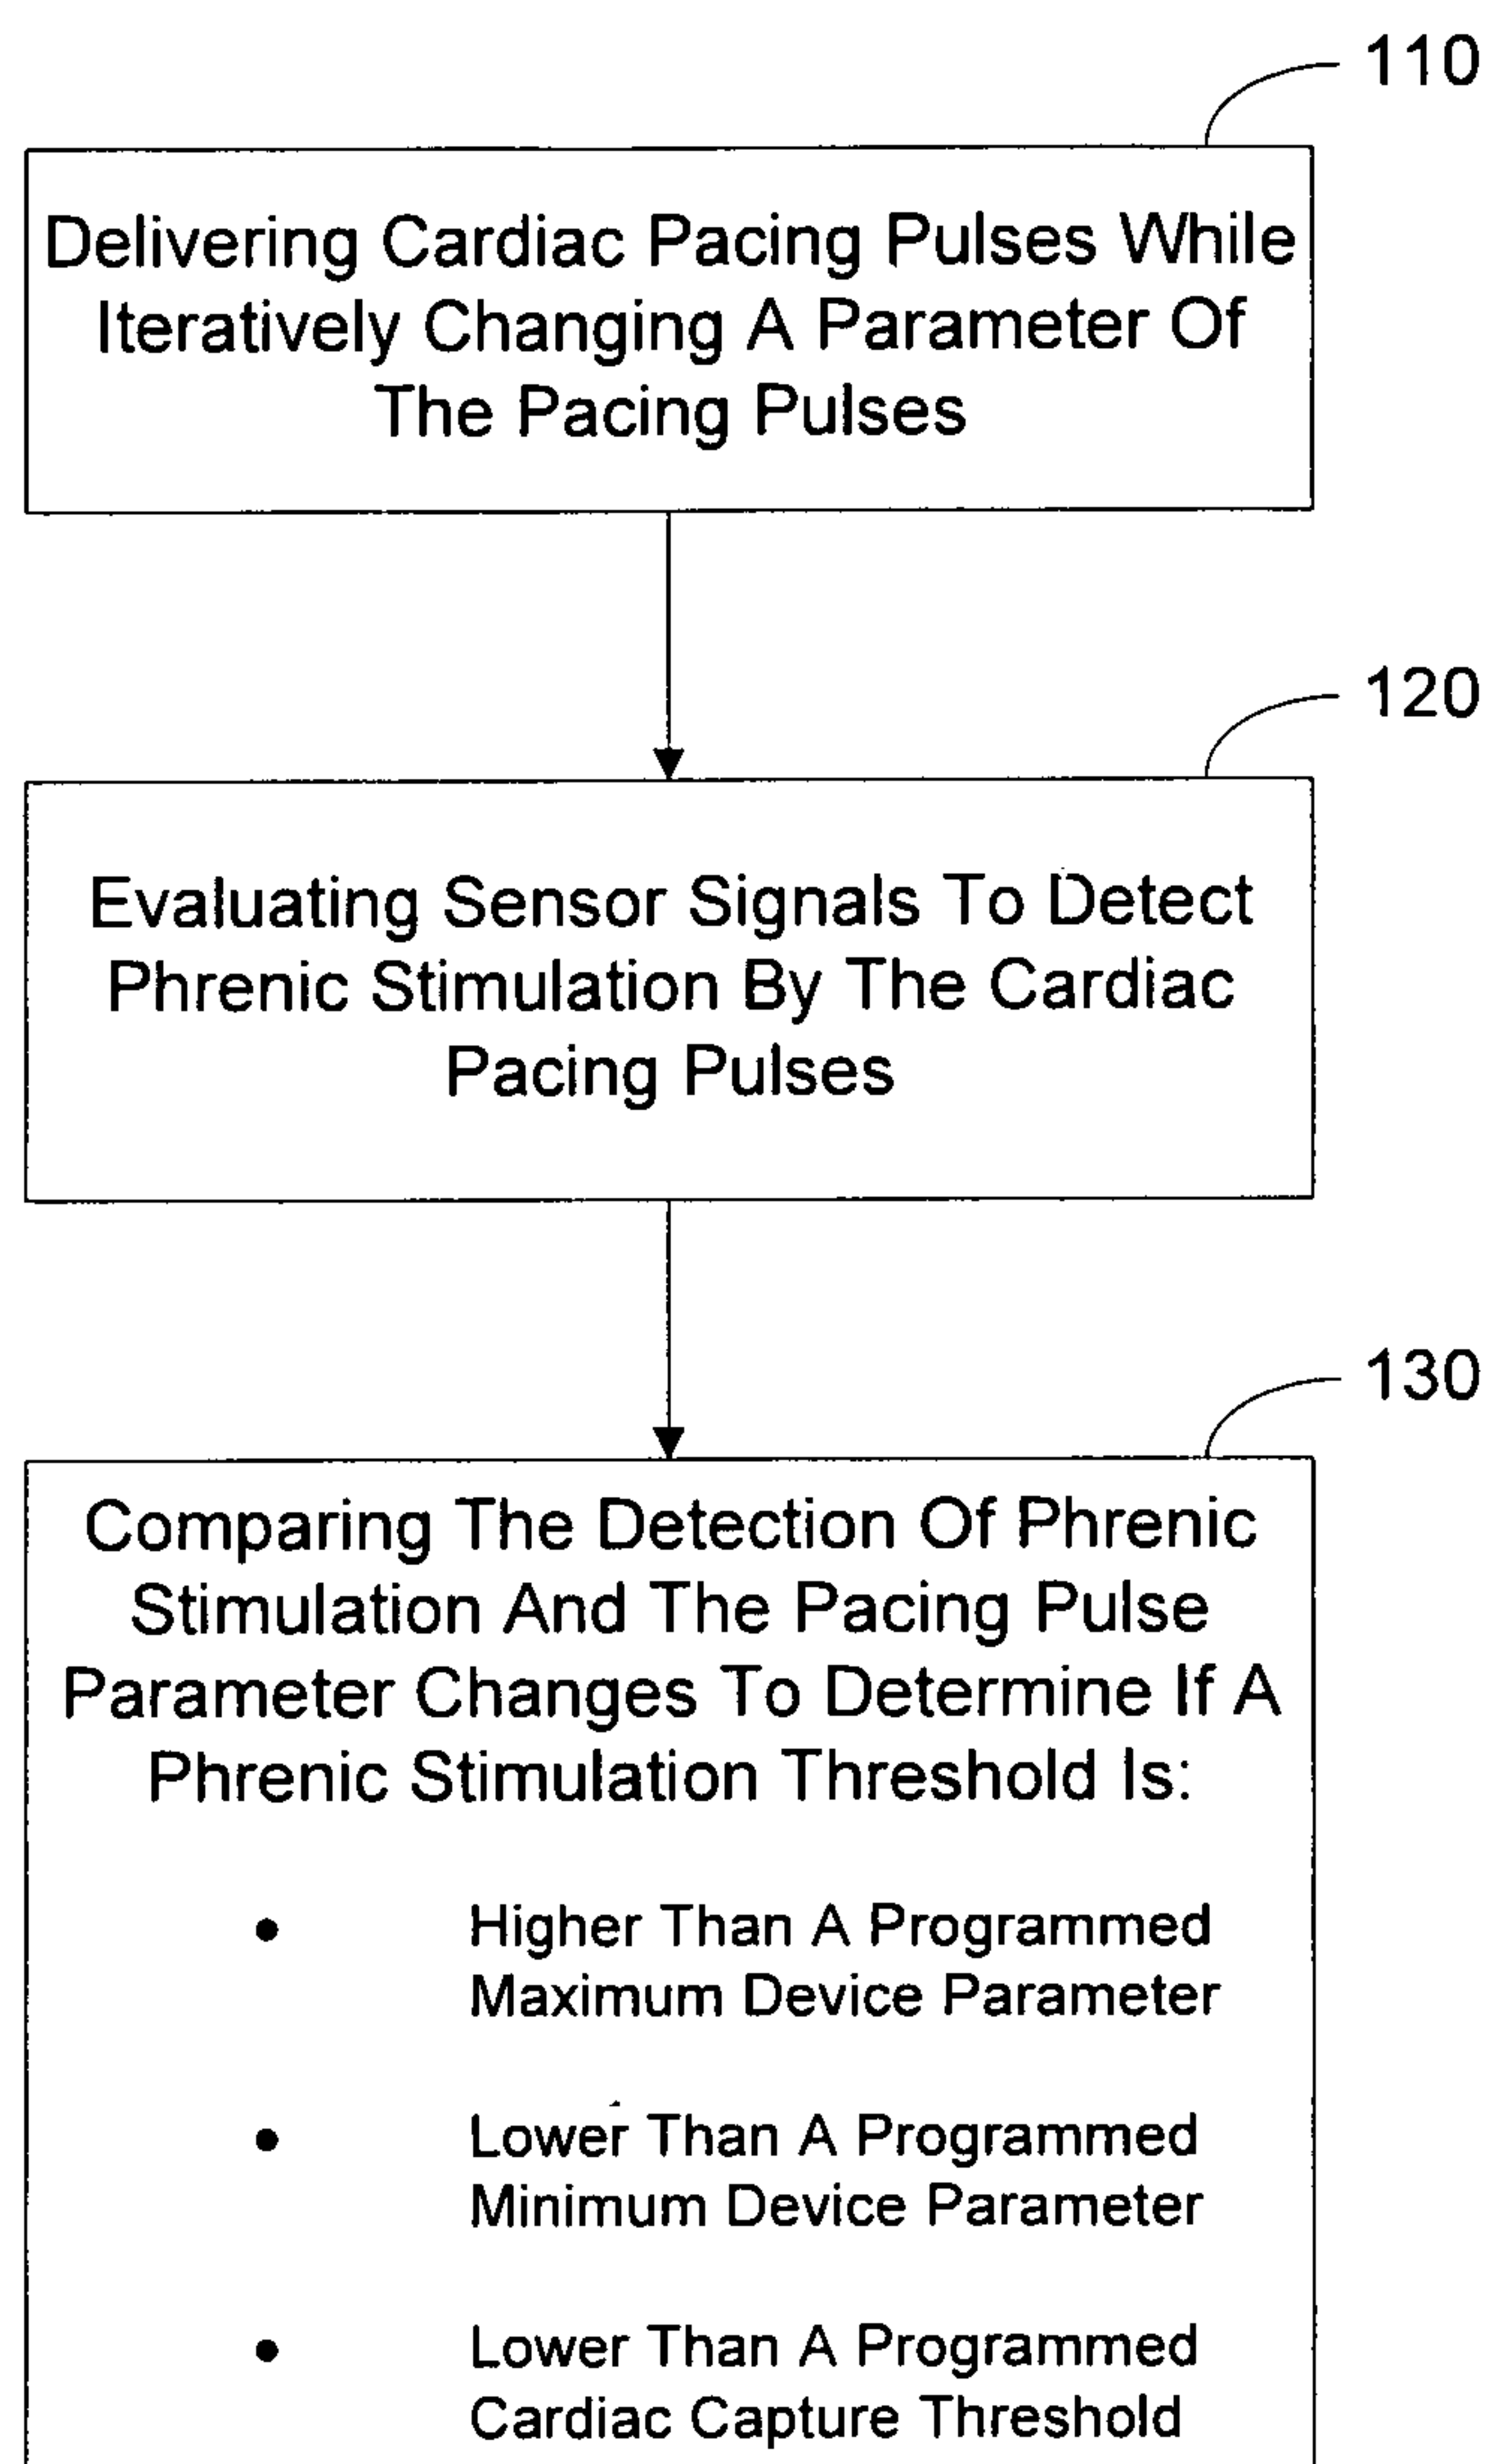 110
Delivering Cardiac Pacing Pulses While
Iteratively Changing A Parameter Of
The Pacing Pulses
120
Evaluating Sensor Signals To Detect
Phrenic Stimulation By The Cardiac
Pacing Pulses
130
Comparing The Detection Of Phrenic
Stimulation And The Pacing Pulse
Parameter Changes To Determine If A
Phrenic Stimulation Threshold Is:
• Higher Than A Programmed
Maximum Device Parameter
• Lower Than A Programmed
Minimum Device Parameter
• Lower Than A Programmed
Cardiac Capture Threshold